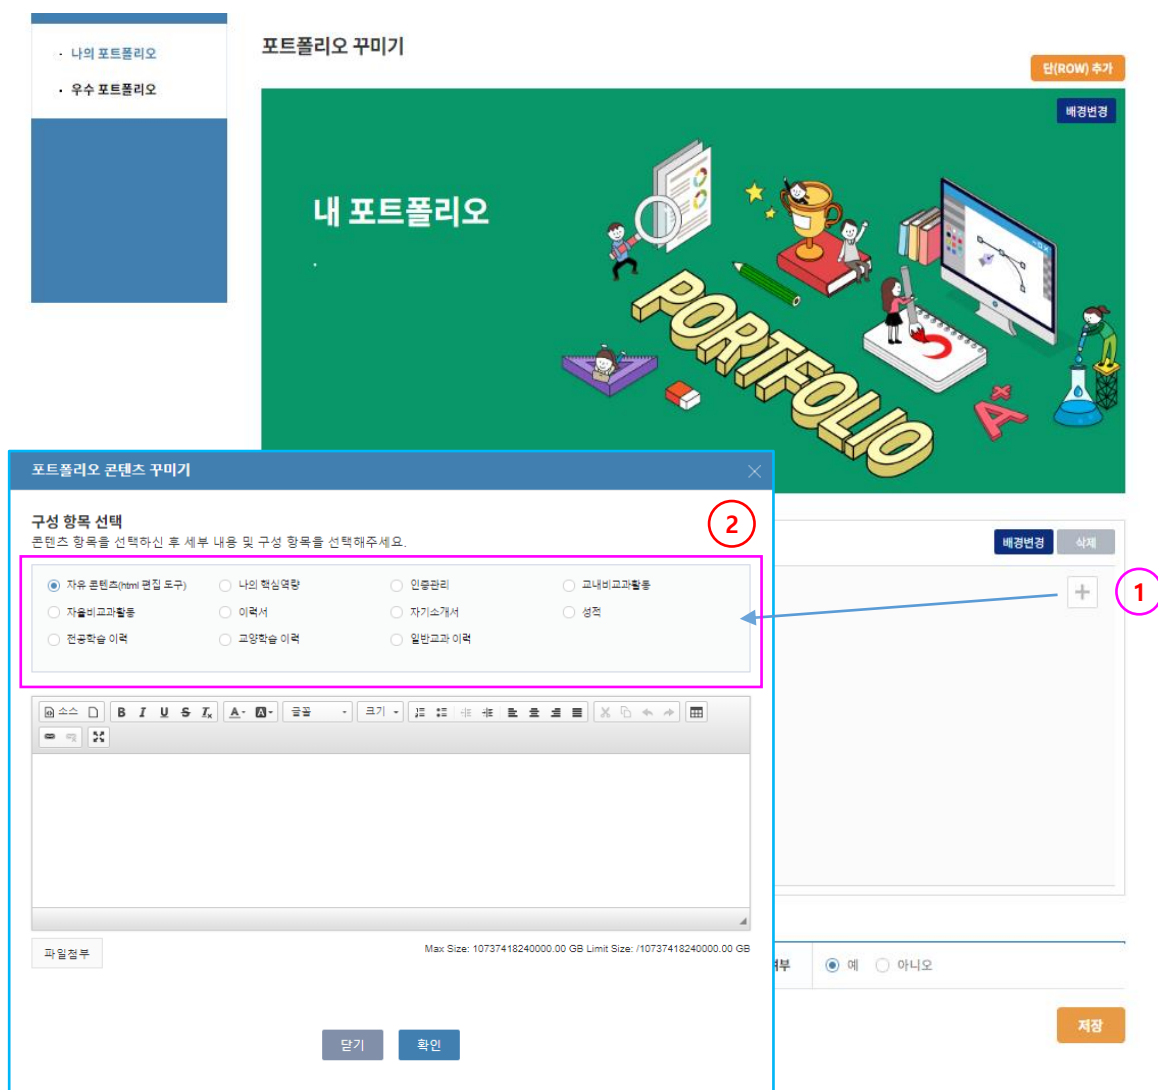 나의 포트폴리오
우수 포트폴리오
포트폴리오 꾸미기
단(ROW) 추가
배경변경
내 포트폴리오
.
PORTFOLIO
A+
포트폴리오 콘텐츠 꾸미기
구성 항목 선택
콘텐츠 항목을 선택하신 후 세부 내용 및 구성 항목을 선택해주세요.
2
자유 콘텐츠(html 편집 도구) 나의 핵심역량 인증관리 교내비교과활동
자율비교과활동 이력서 자기소개서 성적
전공학습 이력 교양학습 이력 일반교과 이력
배경변경 삭제
1
소스 B I U S Ix A A 글꼴 크기
파일첨부 Max Size: 10737418240000.00 GB Limit Size: /10737418240000.00 GB
닫기 확인
예 아니오
저장